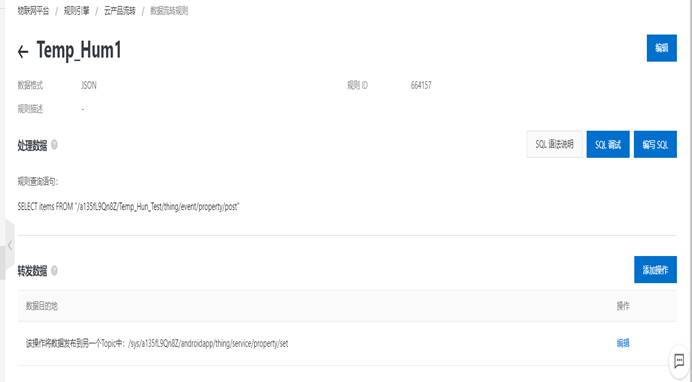 物联网平台 / 规则引擎 / 云产品流转 / 数据流转规则
← Temp_Hum1 编辑
数据格式 JSON 规则 ID 664157
规则描述 -
处理数据 SQL 语法说明 SQL 调试 编写 SQL
规则查询语句：
SELECT items FROM "/a135fL9Qn8Z/Temp_Hun_Test/thing/event/property/post"
转发数据 添加操作
数据目的地 操作
该操作将数据发布到另一个Topic中：/sys/a135fL9Qn8Z/androidapp/thing/service/property/set 编辑